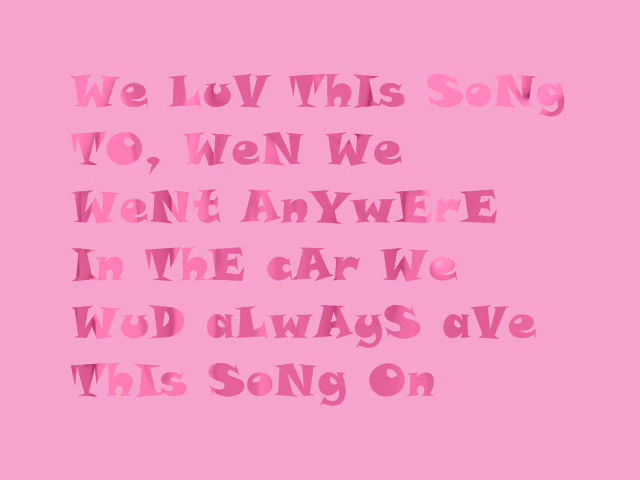 We LuV ThIs SoNg
TO, WeN We
WeNt AnYwErE
In ThE cAr We
WuD aLwAyS aVe
ThIs SoNg On